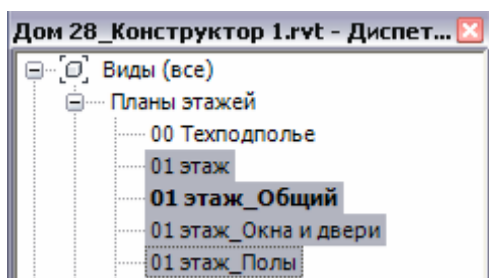 Дом 28_Конструктор 1.rvt - Диспет...
Виды (все)
Планы этажей
00 Техподполье
01 этаж
01 этаж_Общий
01 этаж_Окна и двери
01 этаж_Полы